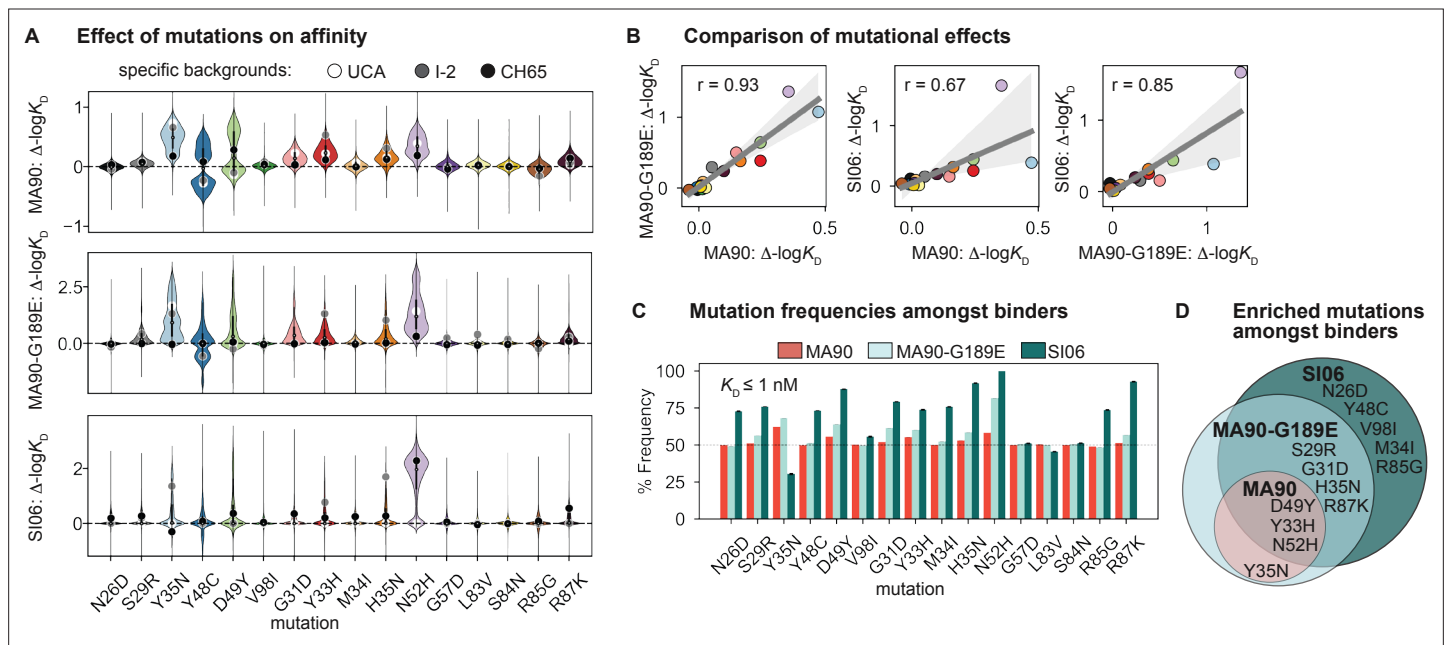 A Effect of mutations on affinity
specific backgrounds: UCA I-2 CH65
MA90: Δ-logKD
1
0
−1
MA90-G189E: Δ-logKD
2.5
0.0
SI06: Δ-logKD
2
0
N26D S29R Y35N Y48C D49Y V98I G31D Y33H M34I H35N N52H G57D L83V S84N R85G R87K
mutation
B Comparison of mutational effects
MA90-G189E: Δ-logKD
r = 0.93
1
0
0.0 0.5
MA90: Δ-logKD
SI06: Δ-logKD
r = 0.67
1
0
0.0 0.5
MA90: Δ-logKD
SI06: Δ-logKD
r = 0.85
1
0
0 1
MA90-G189E: Δ-logKD
C Mutation frequencies amongst binders
MA90 MA90-G189E SI06
% Frequency
100
75
50
25
0
KD ≤ 1 nM
N26D S29R Y35N Y48C D49Y V98I G31D Y33H M34I H35N N52H G57D L83V S84N R85G R87K
mutation
D Enriched mutations
amongst binders
SI06
N26D
Y48C
V98I
M34I
R85G
MA90-G189E
S29R
G31D
H35N
R87K
MA90
D49Y
Y33H
N52H
Y35N